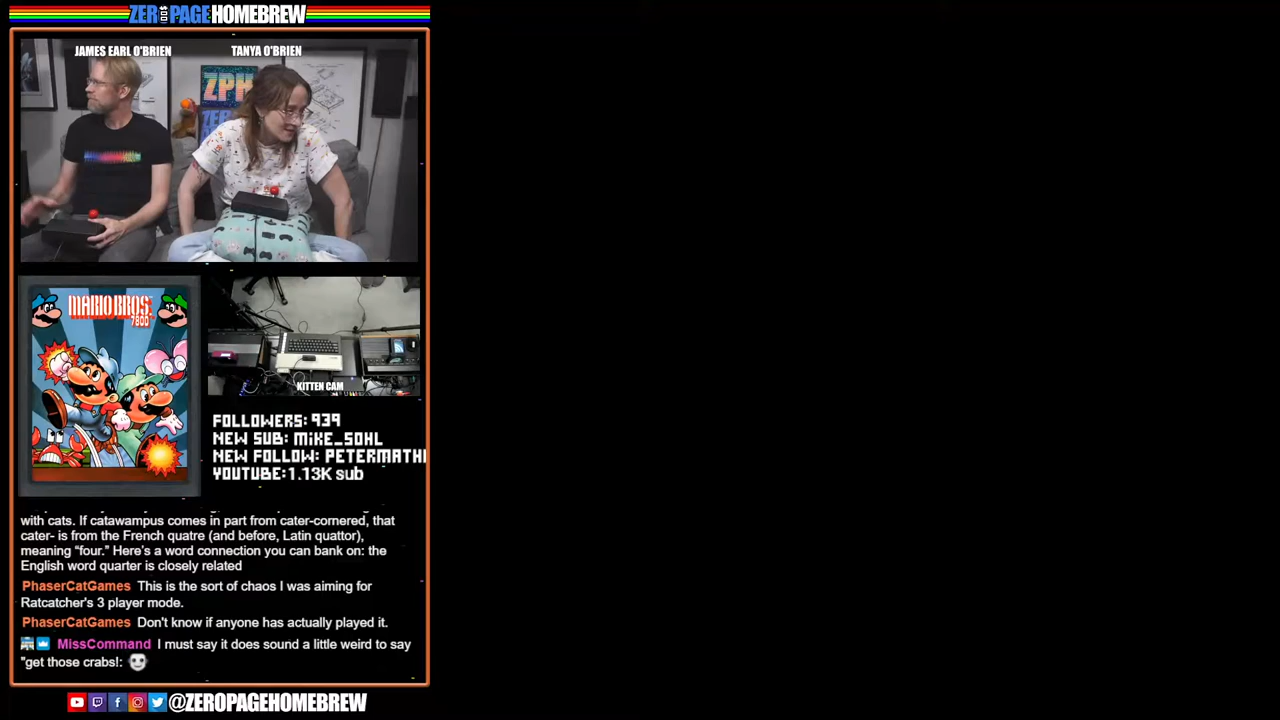 ZEROPAGE HOMEBREW
JAMES EARL O'BRIEN
TANYA O'BRIEN
ZPH
MARIO BROS.
7800
KITTEN CAM
FOLLOWERS: 939
NEW SUB: MIKE_SOHL
NEW FOLLOW: PETERMATH
YOUTUBE:1.13K sub
with cats. If catawampus comes in part from cater-cornered, that
cater- is from the French quatre (and before, Latin quattor),
meaning “four.” Here’s a word connection you can bank on: the
English word quarter is closely related
PhaserCatGames This is the sort of chaos I was aiming for
Ratcatcher's 3 player mode.
PhaserCatGames Don't know if anyone has actually played it.
MissCommand I must say it does sound a little weird to say
"get those crabs!:
@ZEROPAGEHOMEBREW